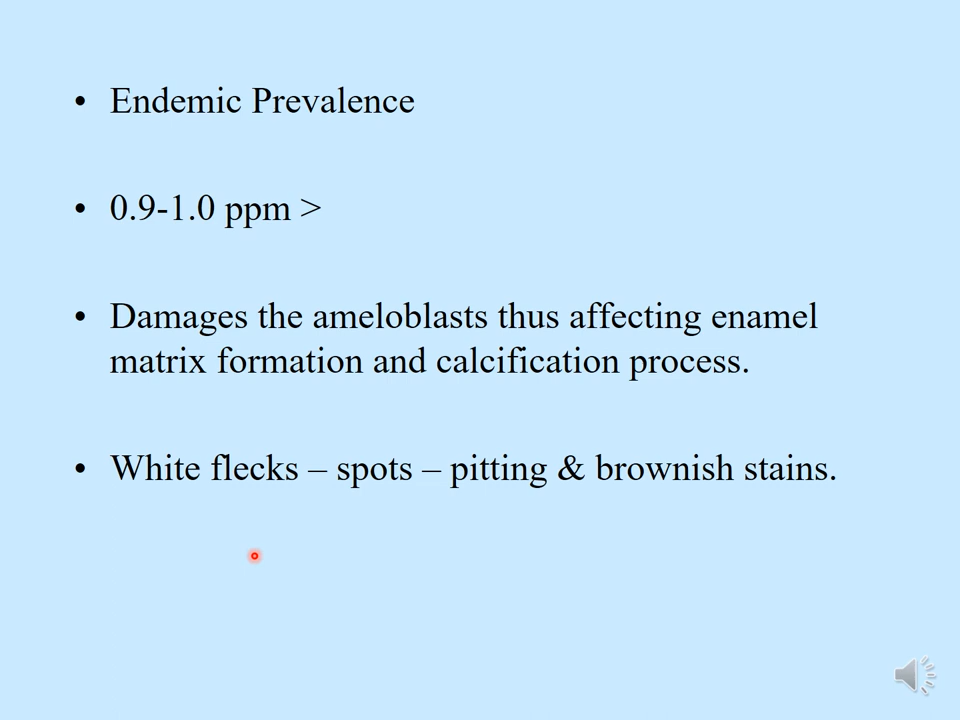 • Endemic Prevalence
• 0.9-1.0 ppm >
• Damages the ameloblasts thus affecting enamel
matrix formation and calcification process.
• White flecks – spots – pitting & brownish stains.